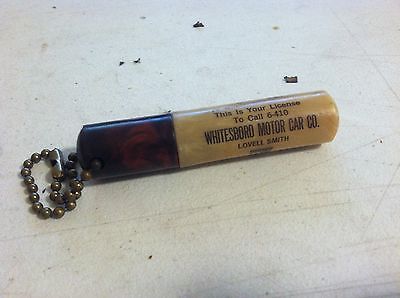 This Is Your License
To Call 6-410
WHITESBORO MOTOR CAR CO.
LOVELL SMITH